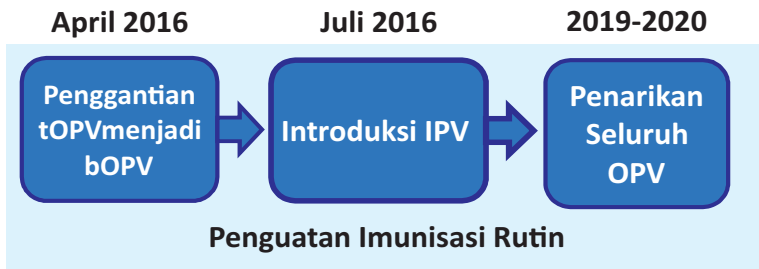 April 2016
Juli 2016
2019-2020
Penggantian
tOPVmenjadi
bOPV
Introduksi IPV
Penarikan
Seluruh
OPV
Penguatan Imunisasi Rutin